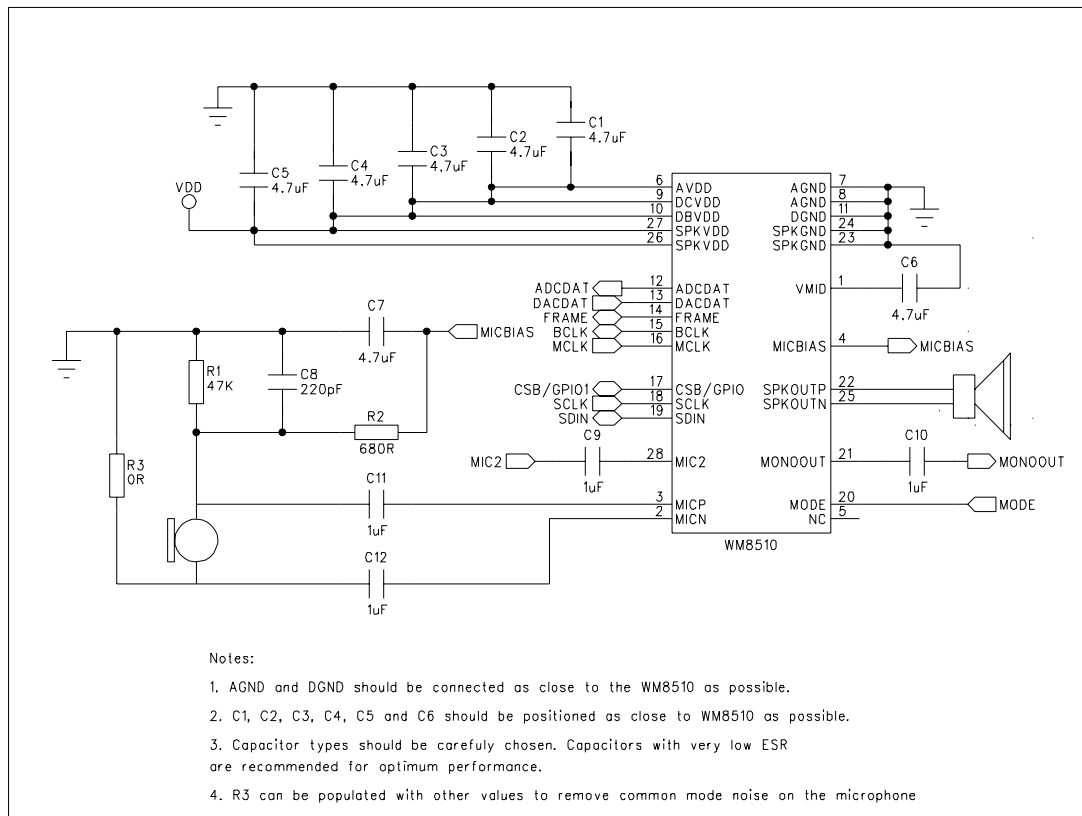 C1
4.7uF
C2
4.7uF
C3
4.7uF
C4
4.7uF
C5
4.7uF
VDD
6 AVDD
9 DCVDD
10 DBVDD
27 SPKVDD
26 SPKVDD
AGND 7
AGND 8
DGND 11
SPKGND 24
SPKGND 23
C6
4.7uF
VMID 1
ADCDAT 12 ADCDAT
DACDAT 13 DACDAT
FRAME 14 FRAME
BCLK 15 BCLK
MCLK 16 MCLK
MICBIAS 4 MICBIAS
C7
4.7uF
MICBIAS
R1
47K
C8
220pF
R2
680R
R3
0R
CSB/GPIO1 17 CSB/GPIO
SCLK 18 SCLK
SDIN 19 SDIN
SPKOUTP 22
SPKOUTN 25
C9
1uF
MIC2 28 MIC2
MONOOUT 21
C10
1uF
MONOOUT
C11
1uF
3 MICP
2 MICN
MODE 20 MODE
NC 5
C12
1uF
WM8510
Notes:
1. AGND and DGND should be connected as close to the WM8510 as possible.
2. C1, C2, C3, C4, C5 and C6 should be positioned as close to WM8510 as possible.
3. Capacitor types should be carefuly chosen. Capacitors with very low ESR
are recommended for optimum performance.
4. R3 can be populated with other values to remove common mode noise on the microphone